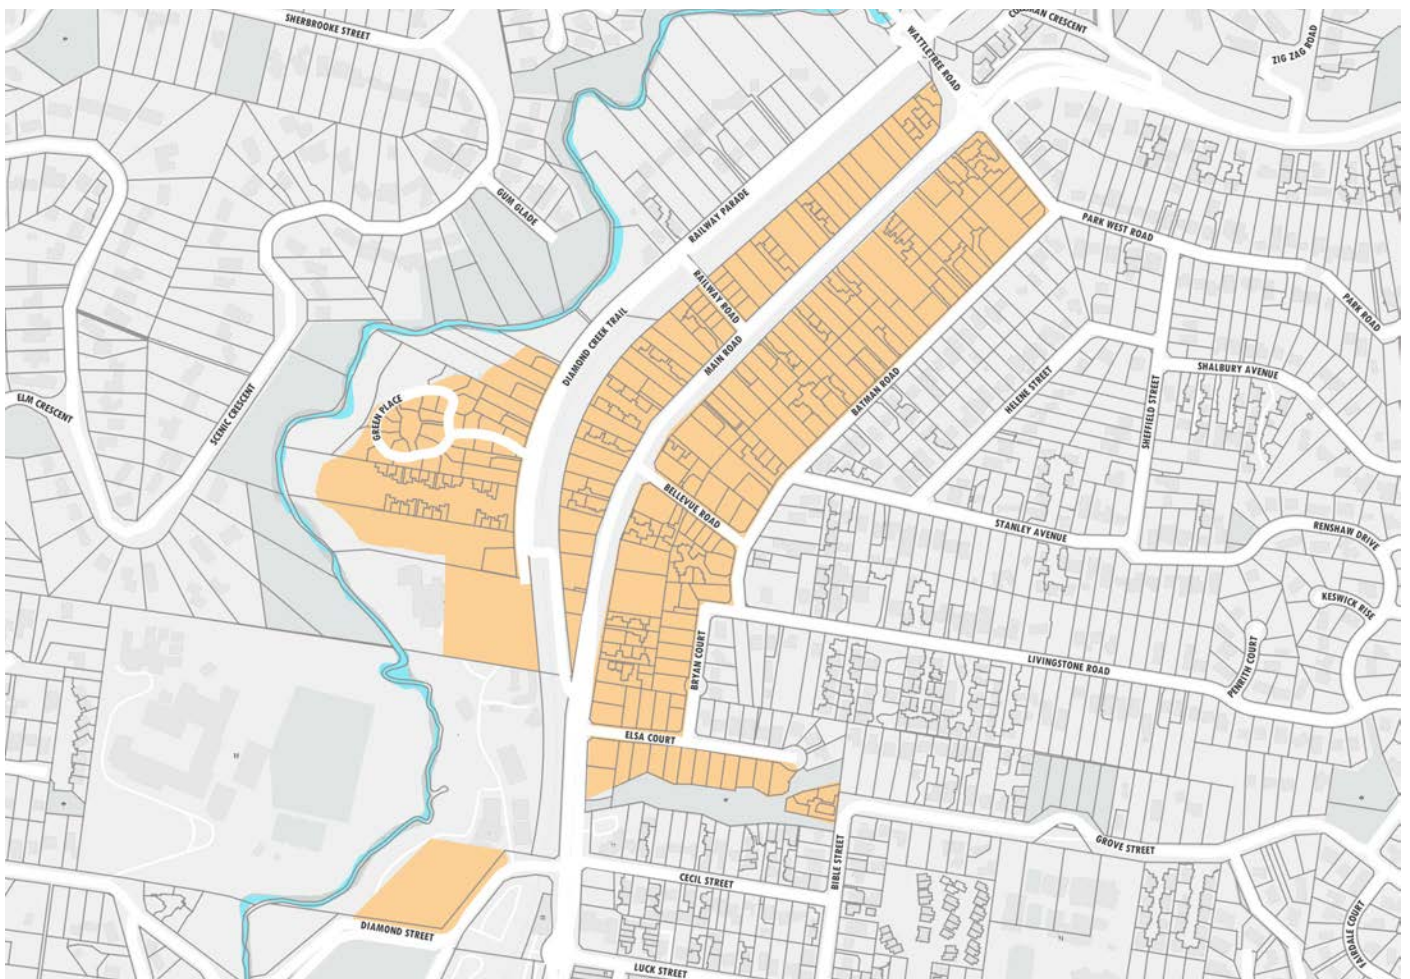 SHERBROOKE STREET
WATTLETREE ROAD
CRESCENT
ZIG ZAG ROAD
GUM GLADE
RAILWAY PARADE
PARK WEST ROAD
RAILWAY ROAD
PARK ROAD
DIAMOND CREEK TRAIL
MAIN ROAD
SHALBURY AVENUE
BATMAN ROAD
HELENE STREET
ELM CRESCENT
SCENIC CRESCENT
GREEN PLACE
SHEFFIELD STREET
BELLEVUE ROAD
STANLEY AVENUE
RENSHAW DRIVE
KESWICK RISE
BRYAN COURT
LIVINGSTONE ROAD
PENRITH COURT
ELSA COURT
GROVE STREET
BIBLE STREET
CECIL STREET
DIAMOND STREET
FAIRDALE COURT
LUCK STREET